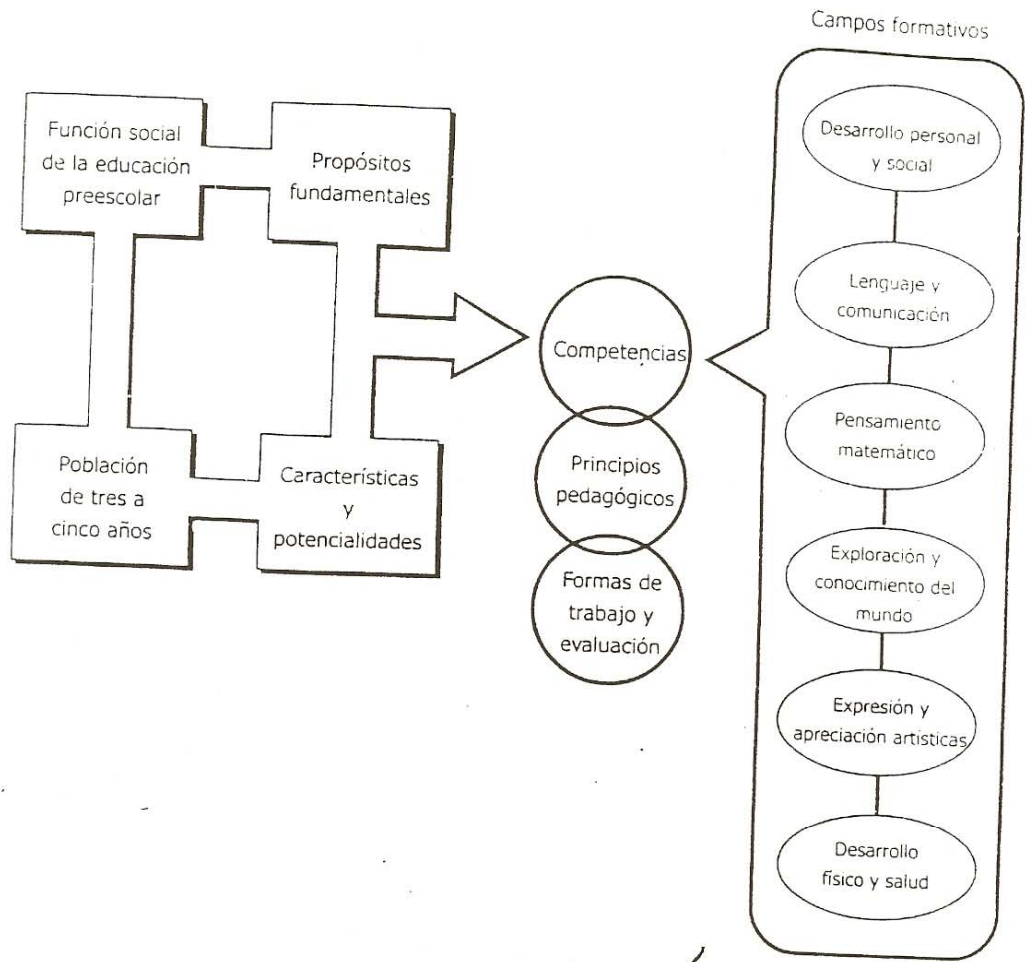 Campos formativos
Función social
de la educación
preescolar
Propósitos
fundamentales
Población
de tres a
cinco años
Características
y
potencialidades
Competencias
Principios
pedagógicos
Formas de
trabajo y
evaluación
Desarrollo personal
y social
Lenguaje y
comunicación
Pensamiento
matemático
Exploración y
conocimiento del
mundo
Expresión y
apreciación artísticas
Desarrollo
físico y salud